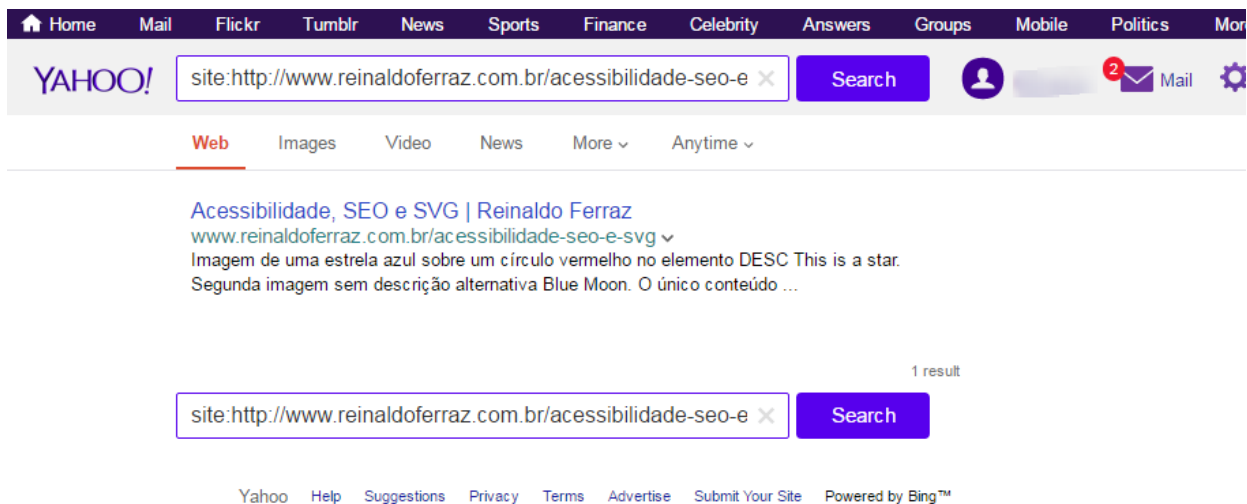 Home Mail Flickr Tumblr News Sports Finance Celebrity Answers Groups Mobile Politics
YAHOO! site:http://www.reinaldoferraz.com.br/acessibilidade-seo-e Search 2 Mail
Web Images Video News More Anytime
Acessibilidade, SEO e SVG | Reinaldo Ferraz
www.reinaldoferraz.com.br/acessibilidade-seo-e-svg
Imagem de uma estrela azul sobre um círculo vermelho no elemento DESC This is a star.
Segunda imagem sem descrição alternativa Blue Moon. O único conteúdo ...
1 result
site:http://www.reinaldoferraz.com.br/acessibilidade-seo-e Search
Yahoo Help Suggestions Privacy Terms Advertise Submit Your Site Powered by Bing™